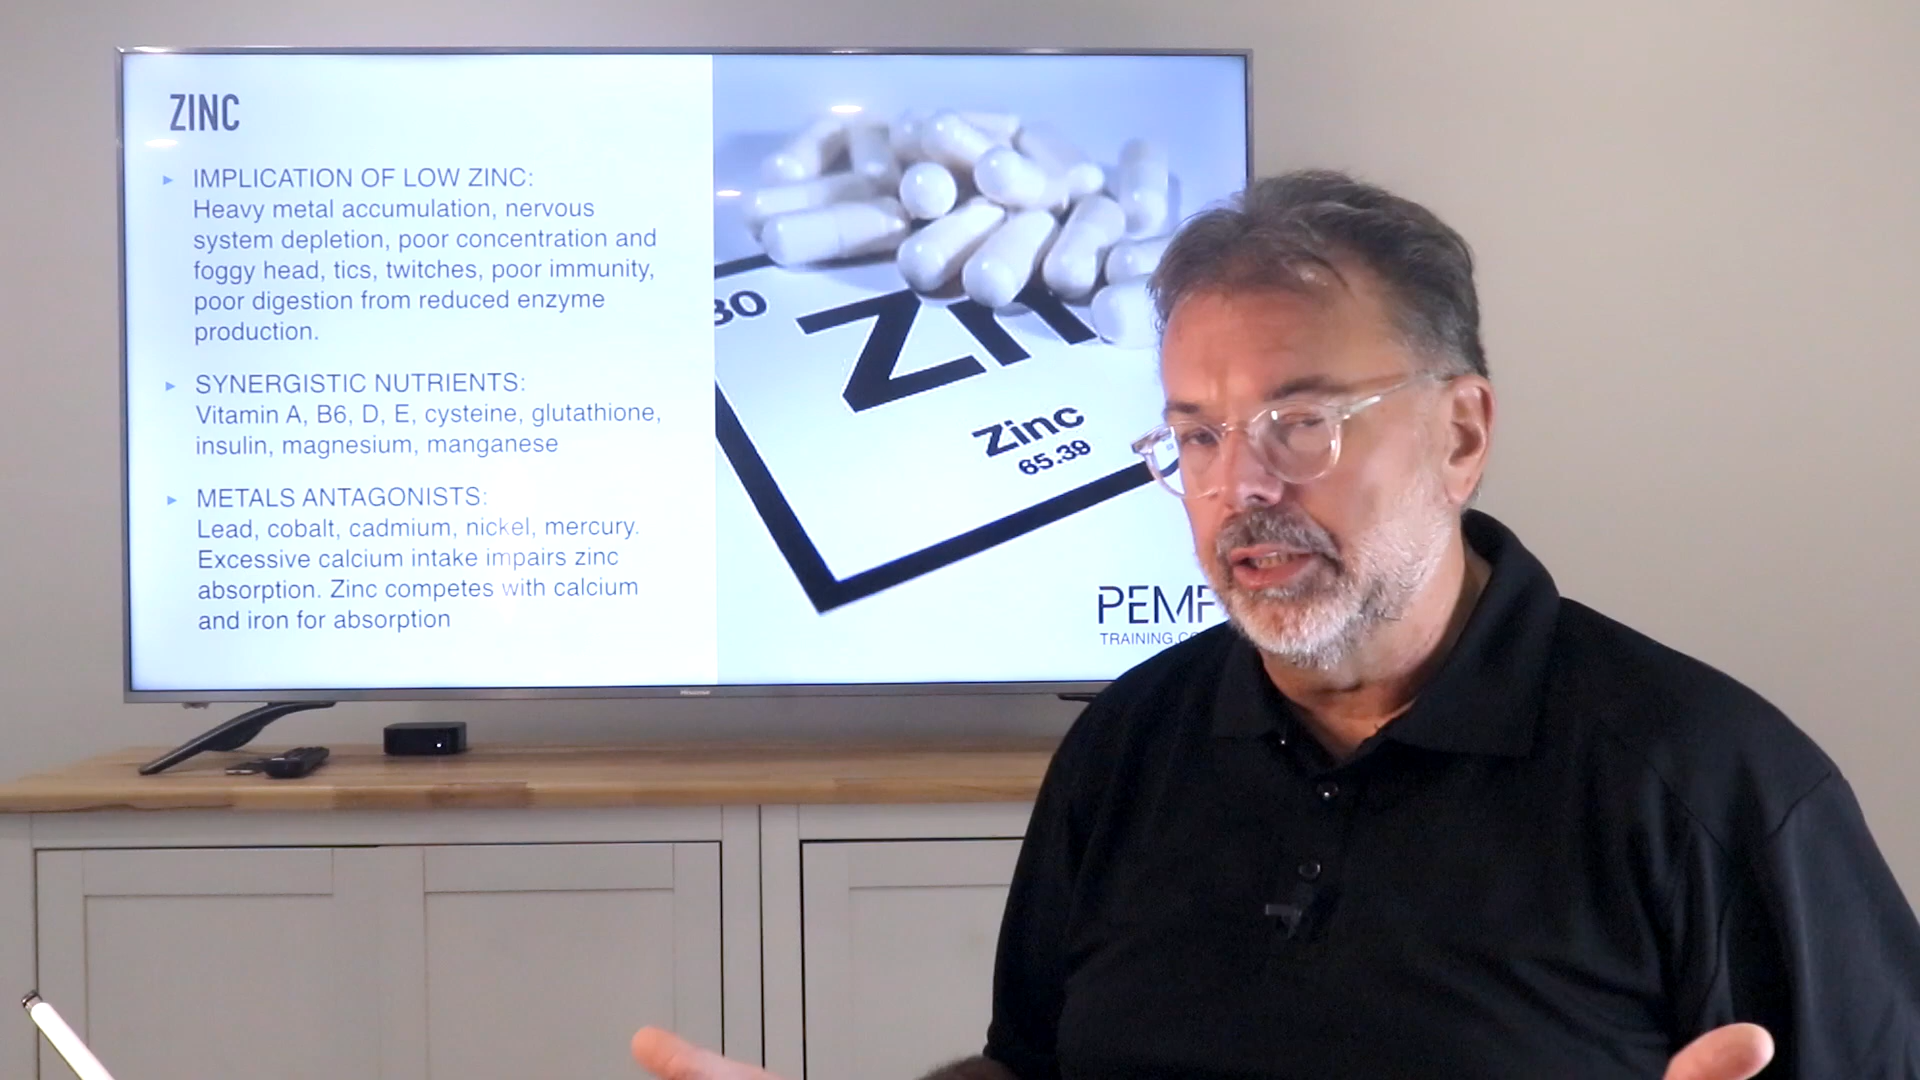 ZINC
IMPLICATION OF LOW ZINC:
Heavy metal accumulation, nervous
system depletion, poor concentration and
foggy head, tics, twitches, poor immunity,
poor digestion from reduced enzyme
production.
SYNERGISTIC NUTRIENTS:
Vitamin A, B6, D, E, cysteine, glutathione,
insulin, magnesium, manganese
METALS ANTAGONISTS:
Lead, cobalt, cadmium, nickel, mercury.
Excessive calcium intake impairs zinc
absorption. Zinc competes with calcium
and iron for absorption
30
Zn
Zinc
65.39
PEMF
TRAINING.CO
Hisense